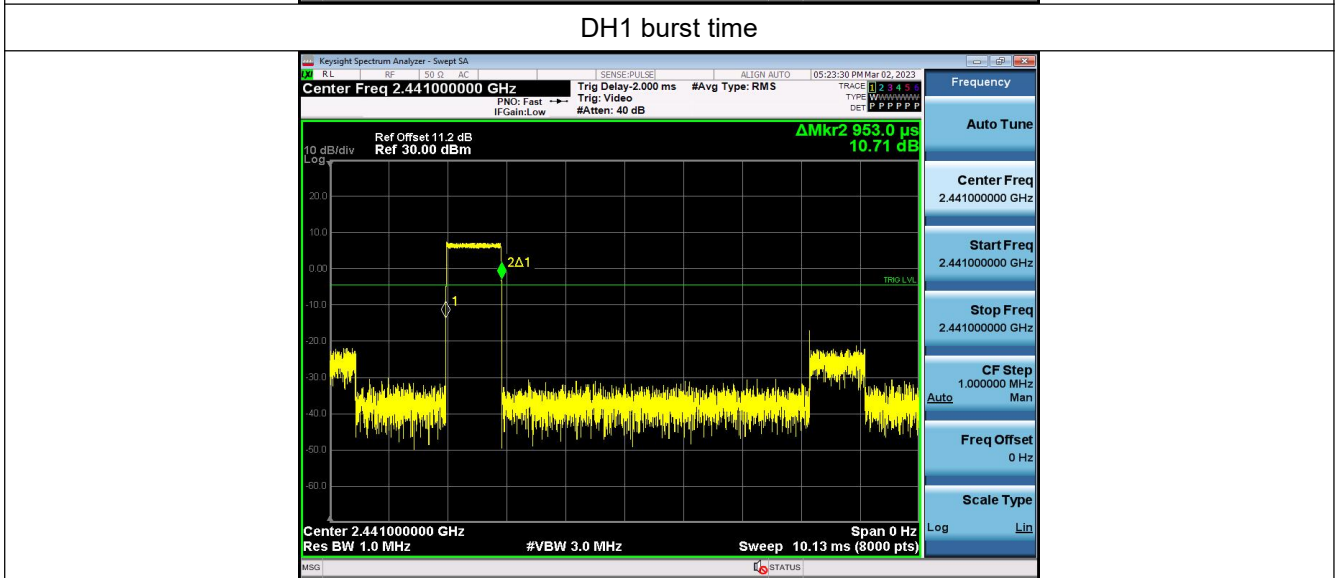 DH1 burst time
Keysight Spectrum Analyzer - Swept SA
LXI RL RF 50 Ω AC SENSE:PULSE ALIGN AUTO 05:23:30 PM Mar 02, 2023
Center Freq 2.441000000 GHz
PNO: Fast
IFGain:Low
Trig Delay-2.000 ms
Trig: Video
#Atten: 40 dB
#Avg Type: RMS
TRACE 1 2 3 4 5 6
TYPE WWWWWW
DET P P P P P P
ΔMkr2 953.0 µs
10.71 dB
Ref Offset 11.2 dB
10 dB/div Ref 30.00 dBm
Log
20.0
10.0
0.00
-10.0
-20.0
-30.0
-40.0
-50.0
-60.0
2Δ1
1
TRIG LVL
Center 2.441000000 GHz Span 0 Hz
Res BW 1.0 MHz #VBW 3.0 MHz Sweep 10.13 ms (8000 pts)
MSG STATUS
Frequency
Auto Tune
Center Freq
2.441000000 GHz
Start Freq
2.441000000 GHz
Stop Freq
2.441000000 GHz
CF Step
1.000000 MHz
Auto Man
Freq Offset
0 Hz
Scale Type
Log Lin